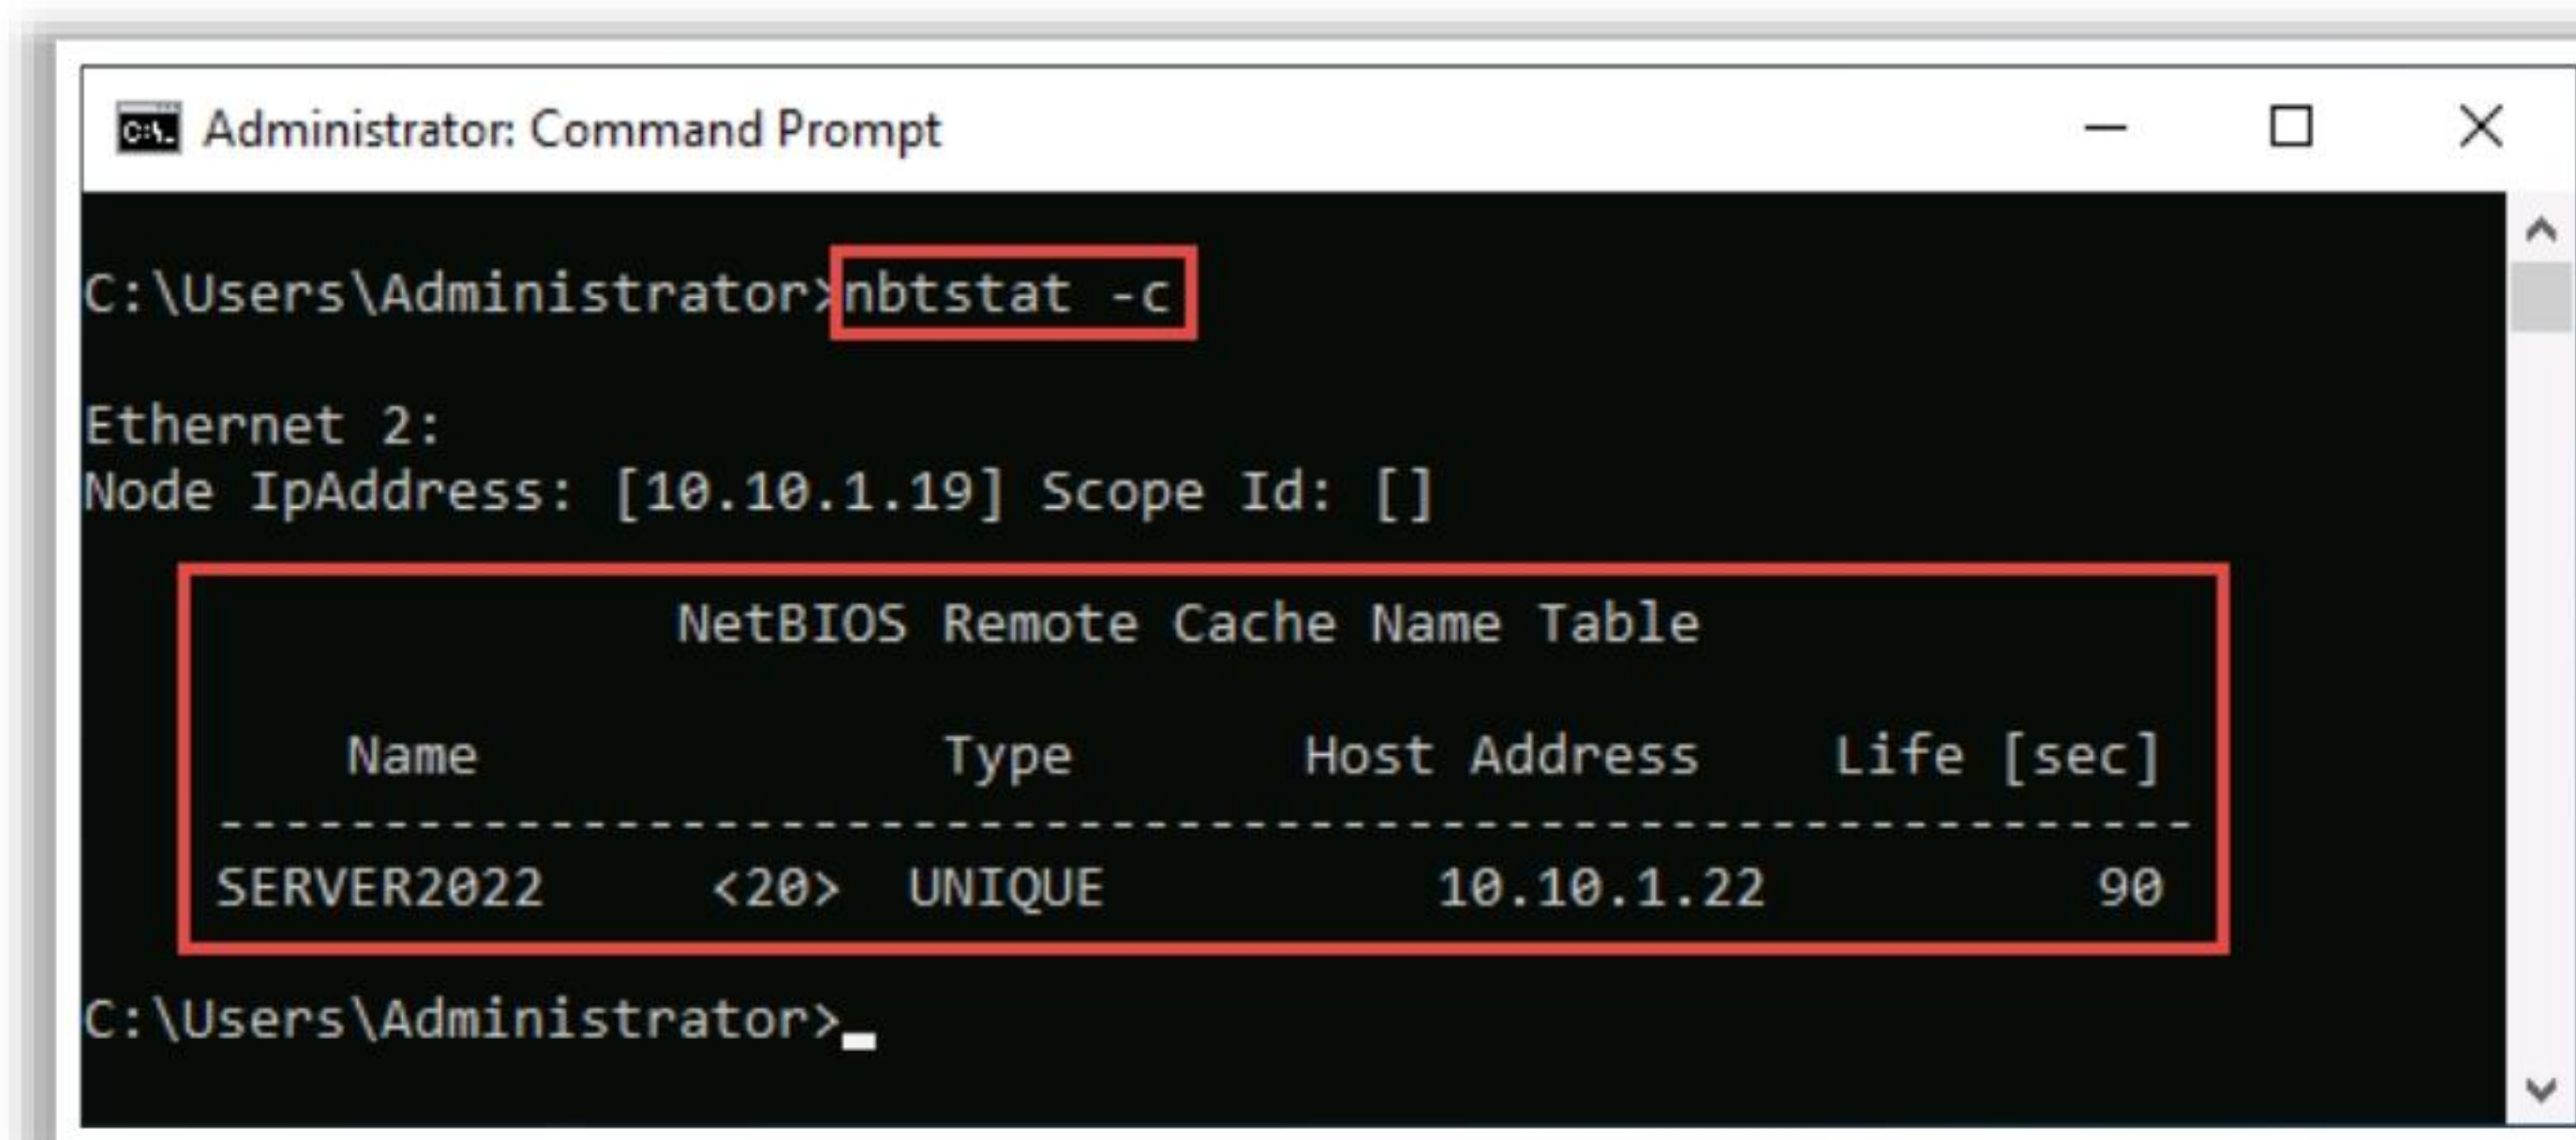 Administrator: Command Prompt
C:\Users\Administrator>nbtstat -c
Ethernet 2:
Node IpAddress: [10.10.1.19] Scope Id: []
NetBIOS Remote Cache Name Table
Name Type Host Address Life [sec]
------------------------------------------------------------
SERVER2022 <20> UNIQUE 10.10.1.22 90
C:\Users\Administrator>